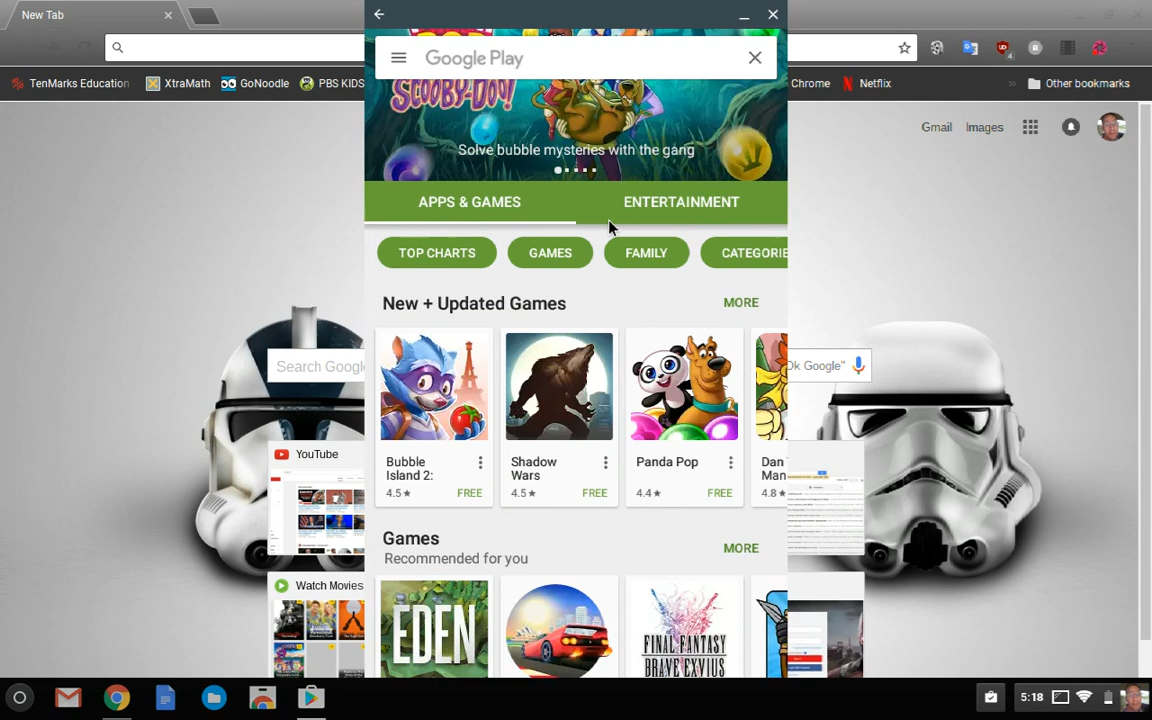 New Tab
TenMarks Education
XtraMath
GoNoodle
PBS KIDS
Chrome
Netflix
Other bookmarks
Gmail
Images
Google Play
SCOOBY-DOO!
Solve bubble mysteries with the gang
APPS & GAMES
ENTERTAINMENT
TOP CHARTS
GAMES
FAMILY
CATEGORIE
New + Updated Games
MORE
Search Googl
Ok Google"
Bubble
Island 2:
4.5
FREE
Shadow
Wars
4.5
FREE
Panda Pop
4.4
FREE
Dan
Man
4.8
YouTube
Games
MORE
Recommended for you
Watch Movies
EDEN
FINAL FANTASY
BRAVE EXVIUS
5:18